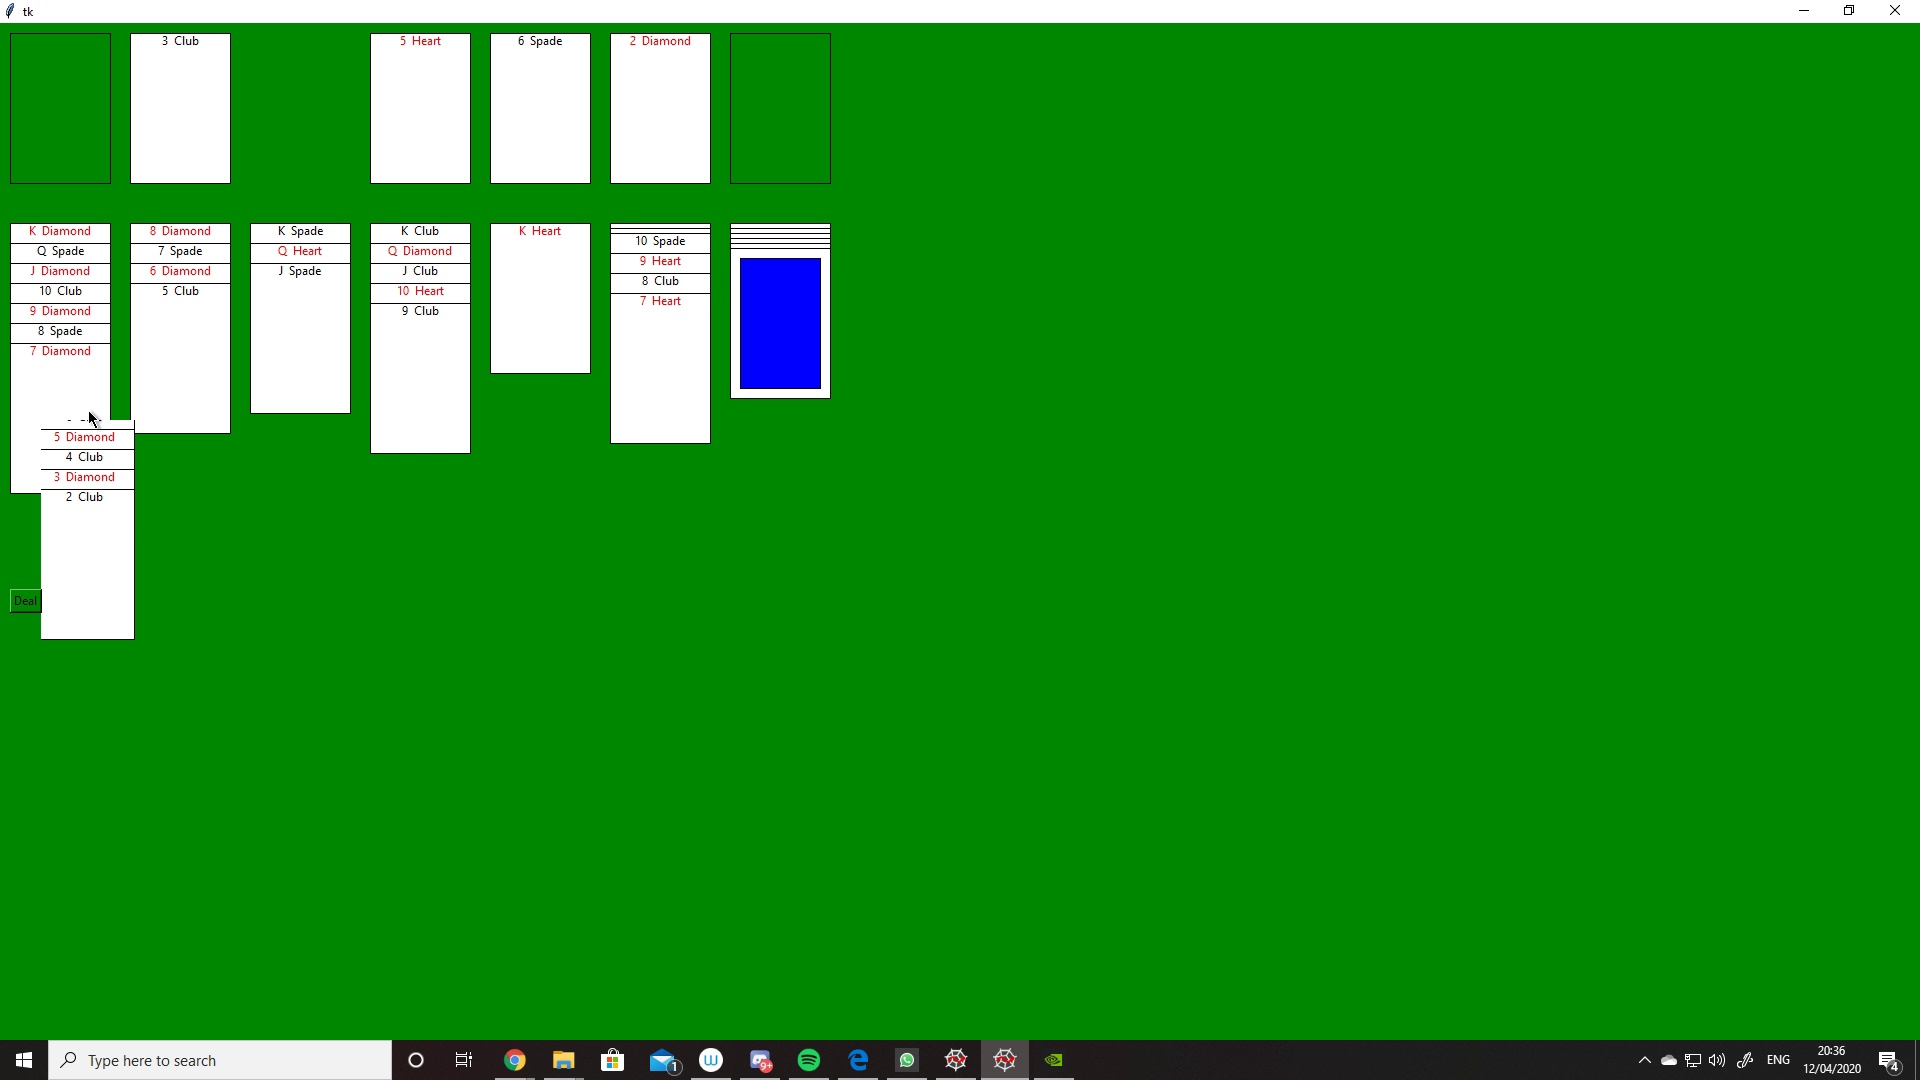 tk
3 Club
5 Heart
6 Spade
2 Diamond
K Diamond
Q Spade
J Diamond
10 Club
9 Diamond
8 Spade
7 Diamond
5 Diamond
4 Club
3 Diamond
2 Club
8 Diamond
7 Spade
6 Diamond
5 Club
K Spade
Q Heart
J Spade
K Club
Q Diamond
J Club
10 Heart
9 Club
K Heart
10 Spade
9 Heart
8 Club
7 Heart
Deal
Type here to search
1
W
9+
ENG
20:36
12/04/2020
4